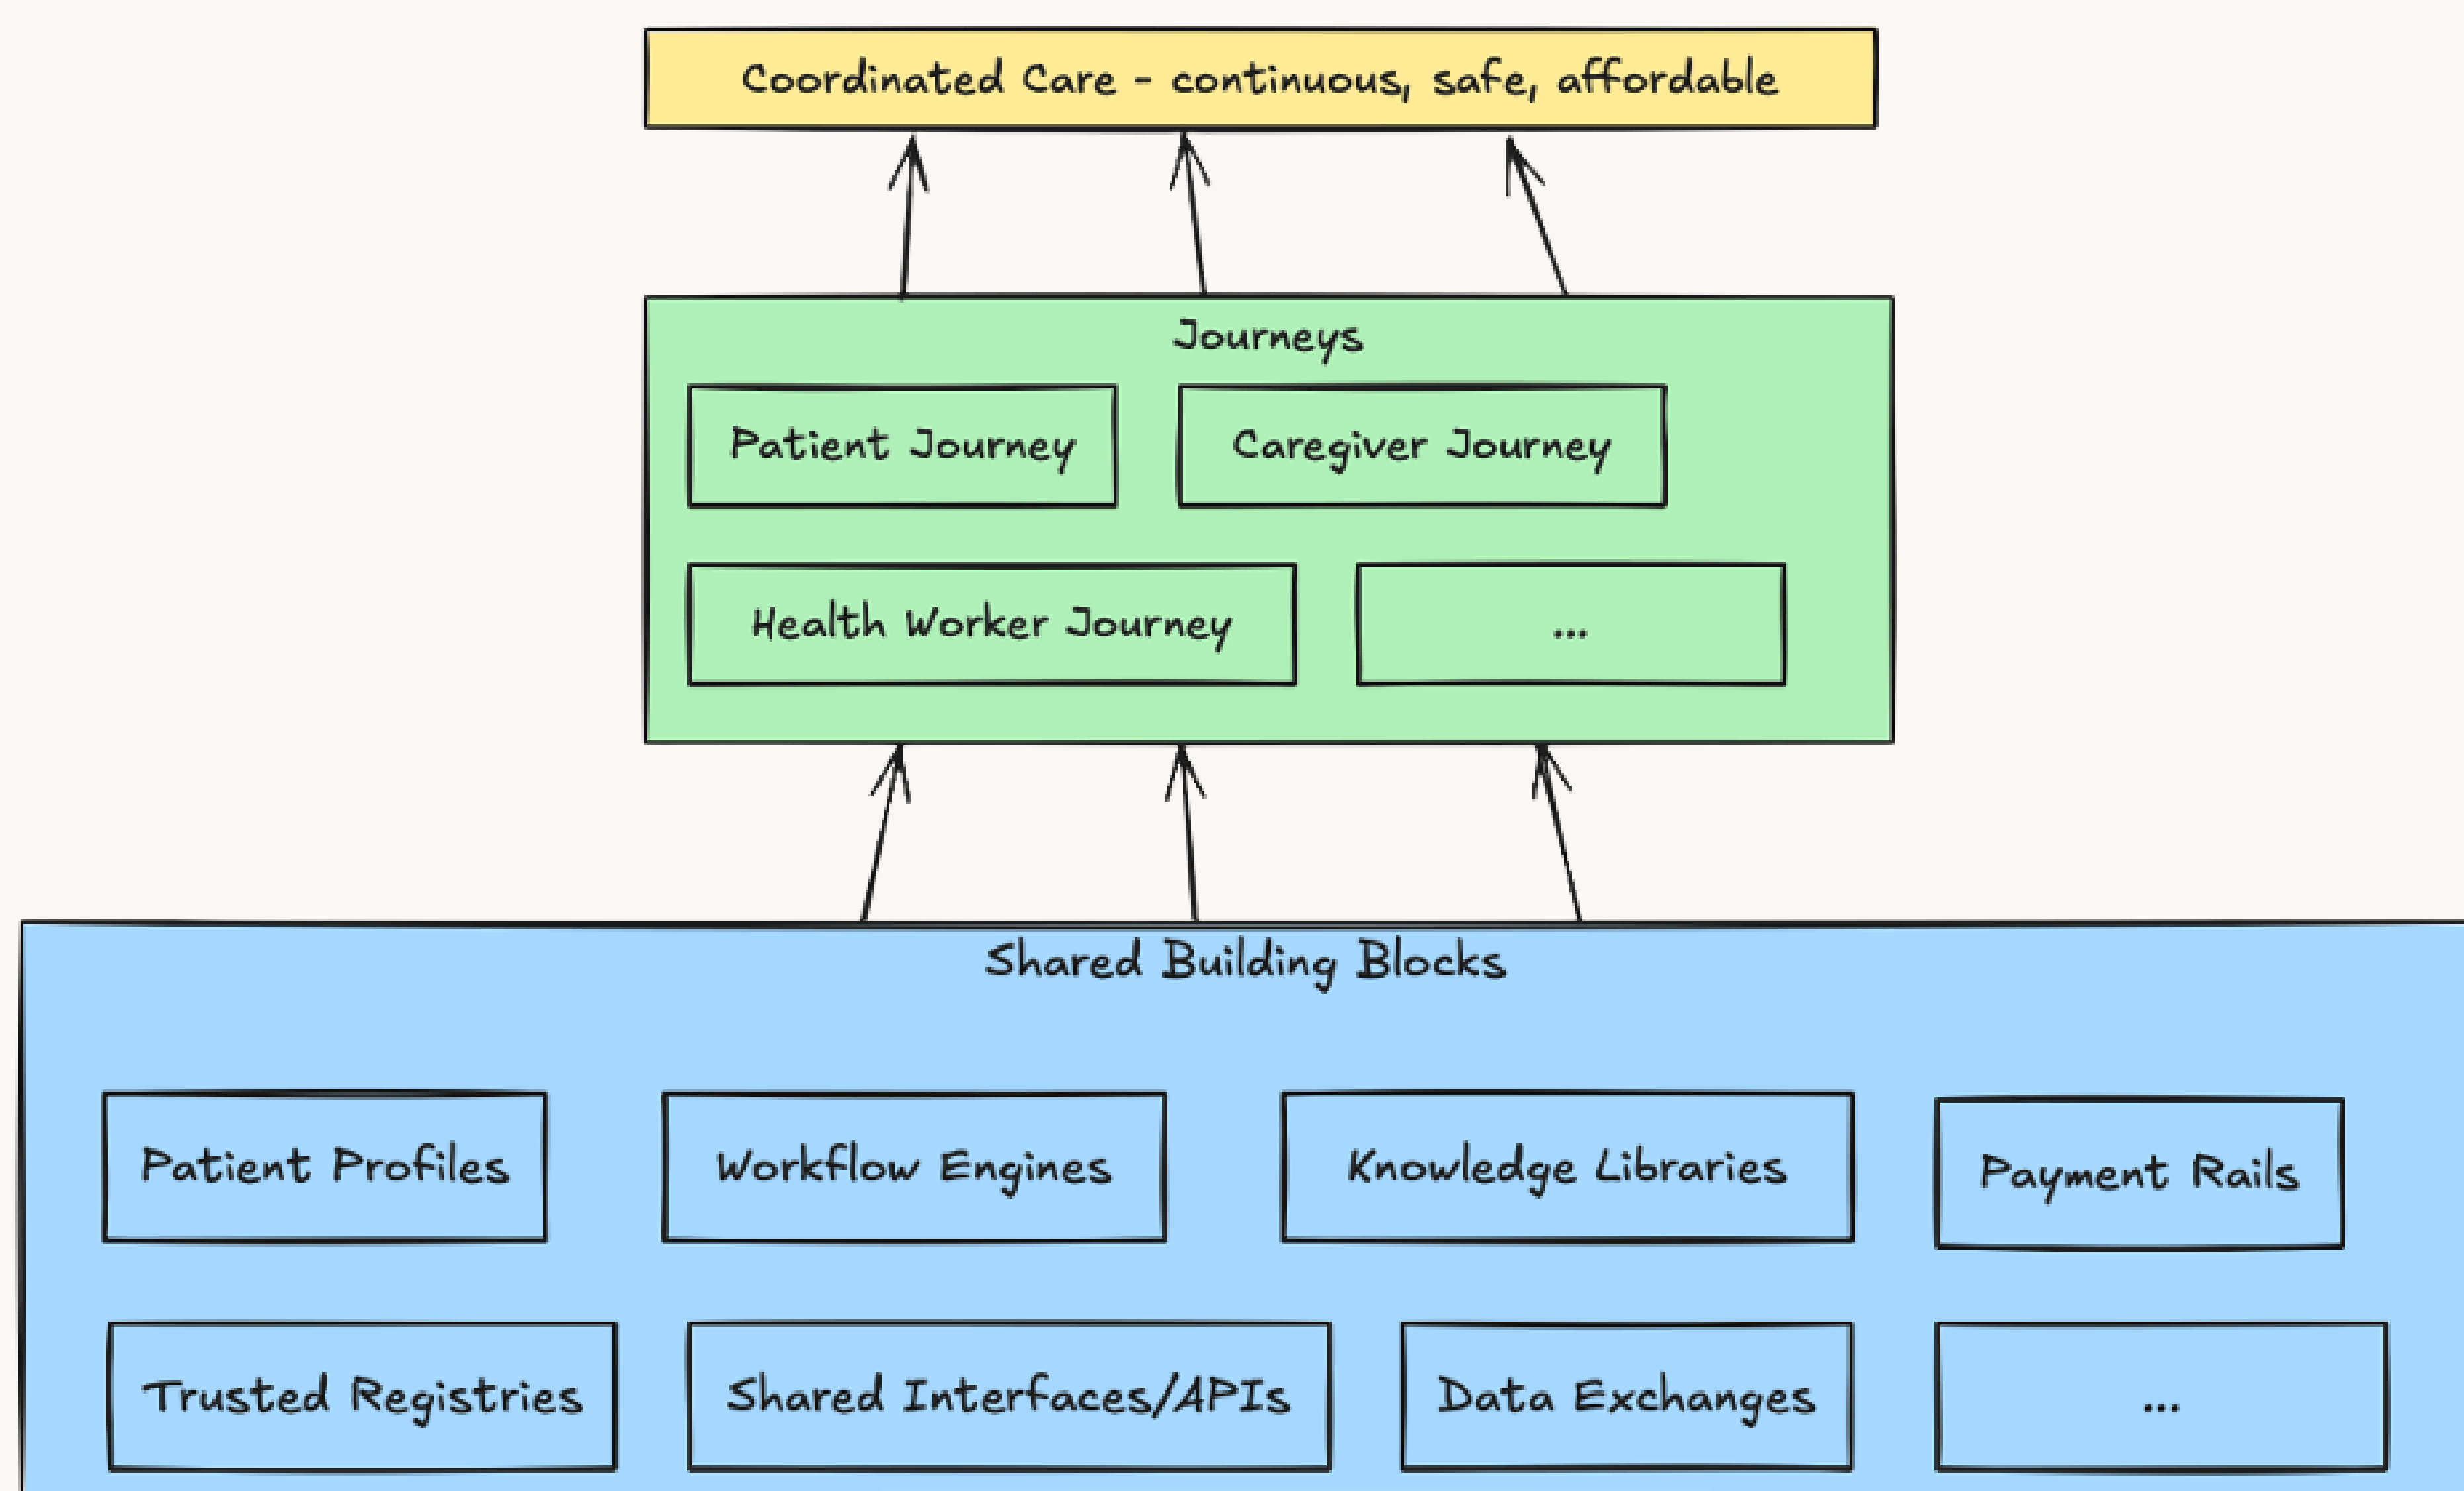 Coordinated Care - continuous, safe, affordable
Journeys
Patient Journey
Caregiver Journey
Health Worker Journey
...
Shared Building Blocks
Patient Profiles
Workflow Engines
Knowledge Libraries
Payment Rails
Trusted Registries
Shared Interfaces/APIs
Data Exchanges
...